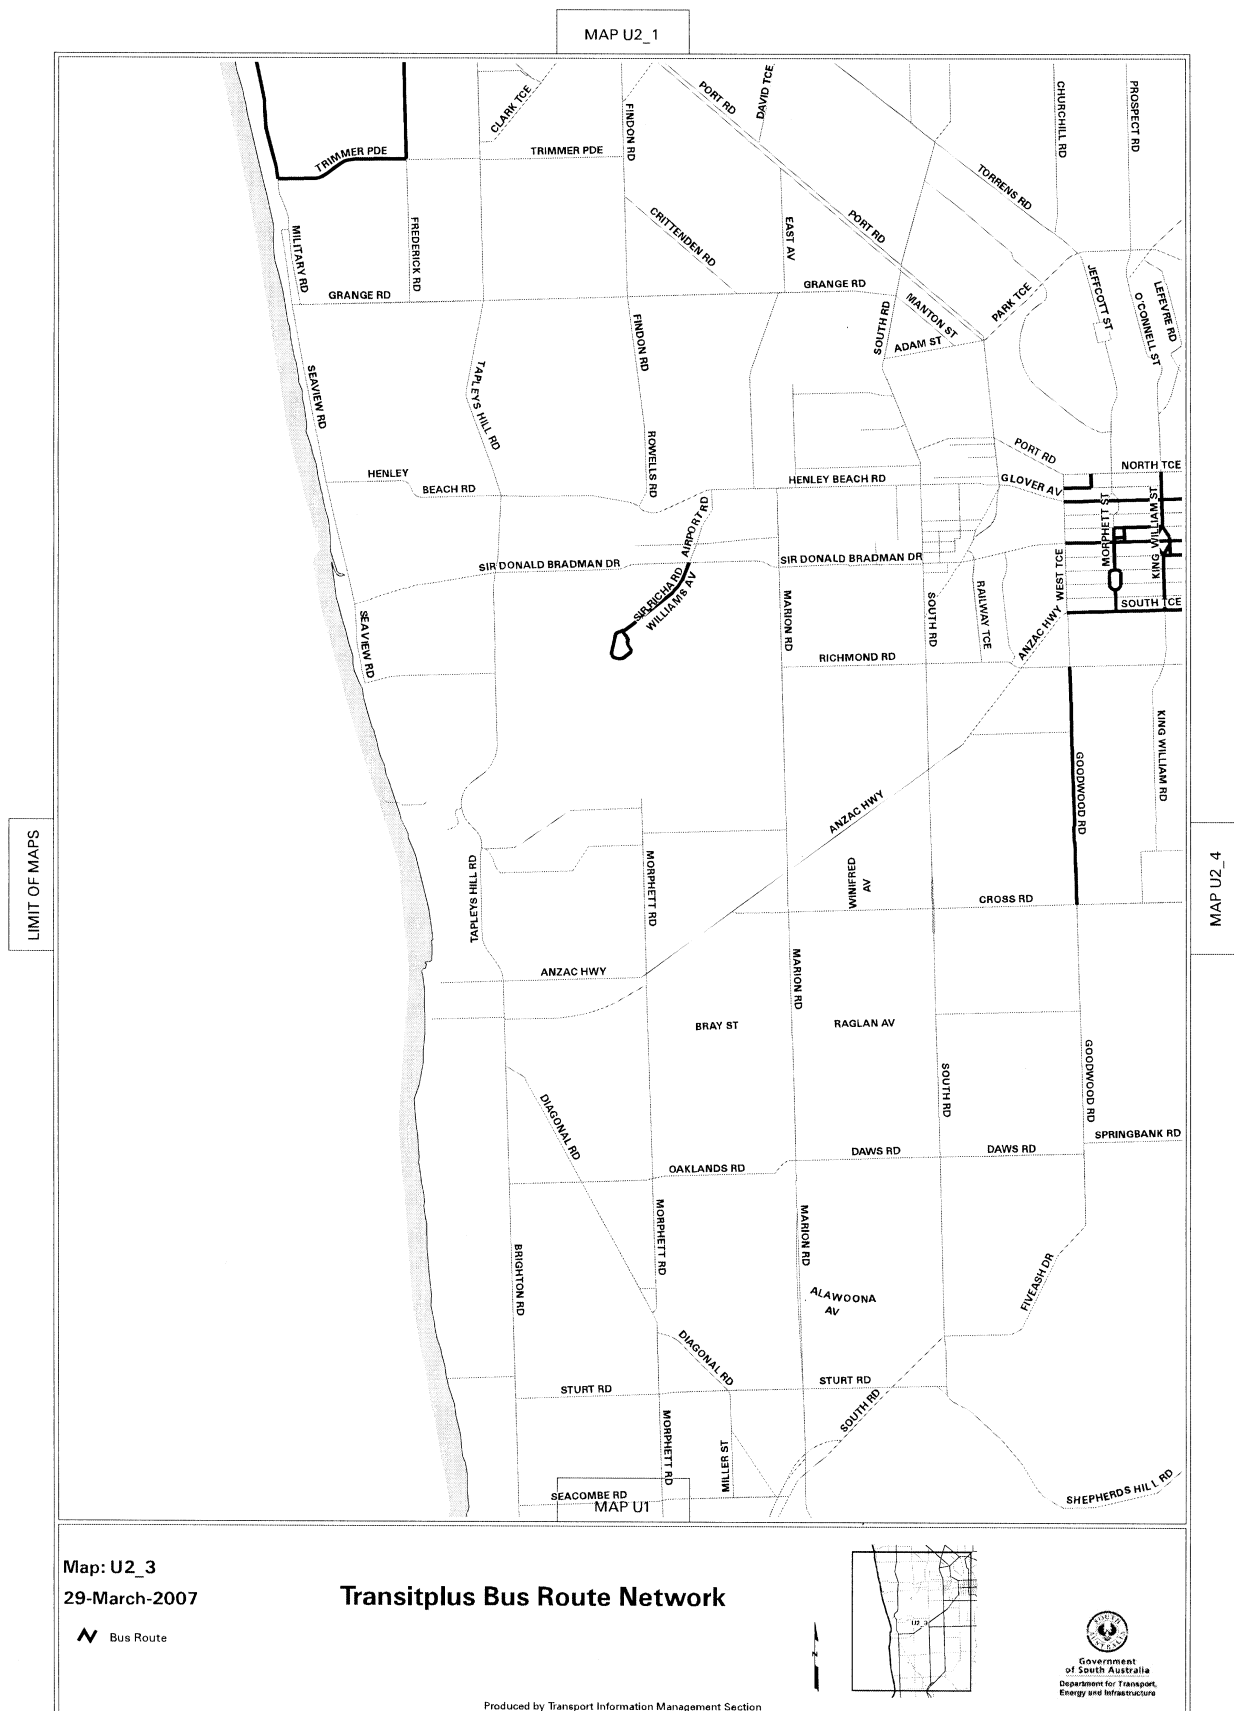 MAP U2_1
CLARK TCE
FINDON RD
PORT RD
DAVID TCE
CHURCHILL RD
PROSPECT RD
TRIMMER PDE
TRIMMER PDE
TORRENS RD
MILITARY RD
FREDERICK RD
CRITTENDEN RD
EAST AV
PORT RD
GRANGE RD
GRANGE RD
SOUTH RD
MANTON ST
ADAM ST
PARK TCE
JEFFCOTT ST
LEFEVRE RD
O'CONNELL ST
SEAVIEW RD
TAPLEYS HILL RD
FINDON RD
ROWELLS RD
HENLEY
BEACH RD
HENLEY BEACH RD
PORT RD
GLOVER AV
NORTH TCE
MORPHETT ST
KING WILLIAM ST
AIRPORT RD
SIR DONALD BRADMAN DR
SIR DONALD BRADMAN DR
SIR RICHARD
WILLIAMS AV
MARION RD
SOUTH RD
RAILWAY TCE
WEST TCE
ANZAC HWY
SOUTH TCE
SEAVIEW RD
RICHMOND RD
GOODWOOD RD
KING WILLIAM RD
ANZAC HWY
LIMIT OF MAPS
MAP U2_4
TAPLEYS HILL RD
MORPHETT RD
WINIFRED
AV
CROSS RD
ANZAC HWY
MARION RD
BRAY ST
RAGLAN AV
SOUTH RD
GOODWOOD RD
DIAGONAL RD
SPRINGBANK RD
OAKLANDS RD
DAWS RD
DAWS RD
BRIGHTON RD
MORPHETT RD
MARION RD
ALAWOONA
AV
FIVEASH DR
DIAGONAL RD
STURT RD
STURT RD
SOUTH RD
MORPHETT RD
MILLER ST
SEACOMBE RD
MAP U1
SHEPHERDS HILL RD
Map: U2_3
29-March-2007
Bus Route
Transitplus Bus Route Network
N
U2_3
SOUTH
AUSTRALIA
Government
of South Australia
Department for Transport,
Energy and Infrastructure
Produced by Transport Information Management Section